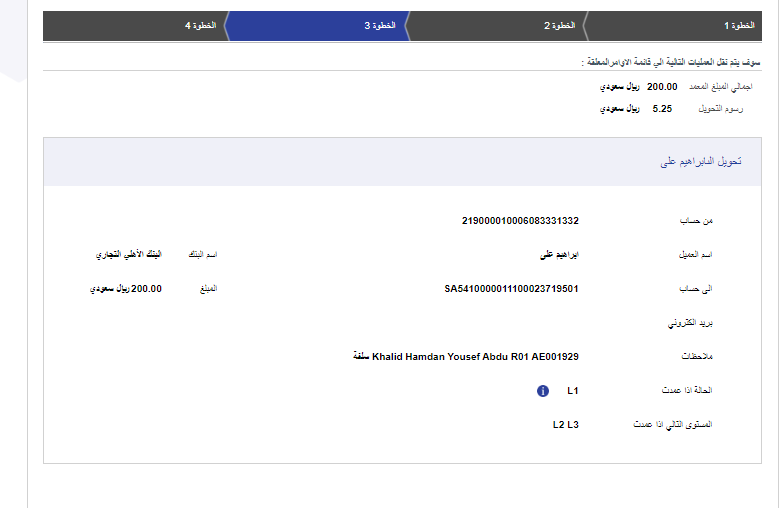 الخطوة 1 الخطوة 2 الخطوة 3 الخطوة 4
سوف يتم نقل العمليات التالية الي قائمة الاوامرالمعلقة :
اجمالي المبلغ المعمد 200.00 ريال سعودي
رسوم التحويل 5.25 ريال سعودي
تحويل الىابراهيم على
من حساب 219000010006083331332
اسم العميل ابراهيم على اسم البنك البنك الأهلي التجاري
الى حساب SA5410000011100023719501 المبلغ 200.00 ريال سعودي
بريد الكتروني
ملاحظات Khalid Hamdan Yousef Abdu R01 AE001929 سلفة
الحالة اذا عمدت L1
المستوى التالي اذا عمدت L2 L3